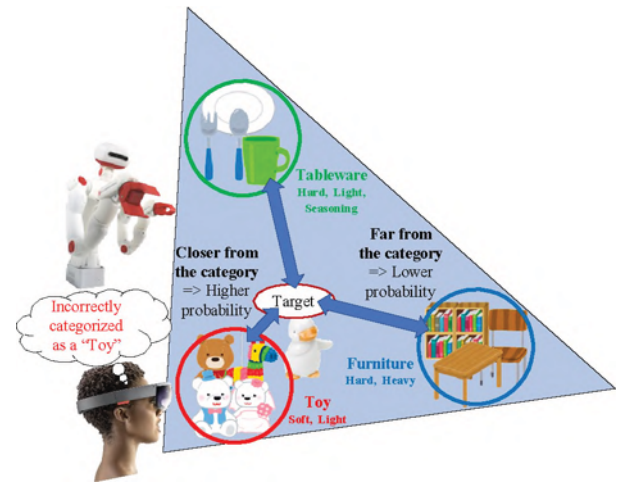 Tableware
Hard, Light,
Seasoning
Closer from
the category
=> Higher
probability
Far from
the category
=> Lower
probability
Target
Incorrectly
categorized
as a “Toy”
Furniture
Hard, Heavy
Toy
Soft, Light